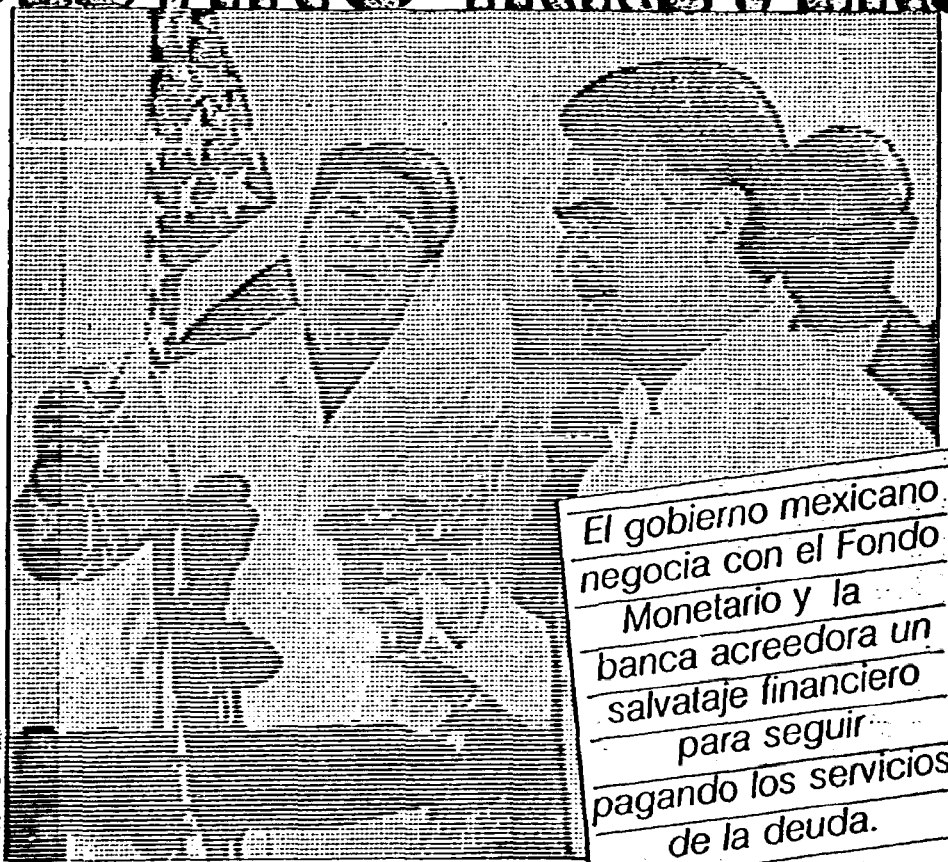 El gobierno mexicano
negocia con el Fondo
Monetario y la
banca acreedora un
salvataje financiero
para seguir
pagando los servicios
de la deuda.